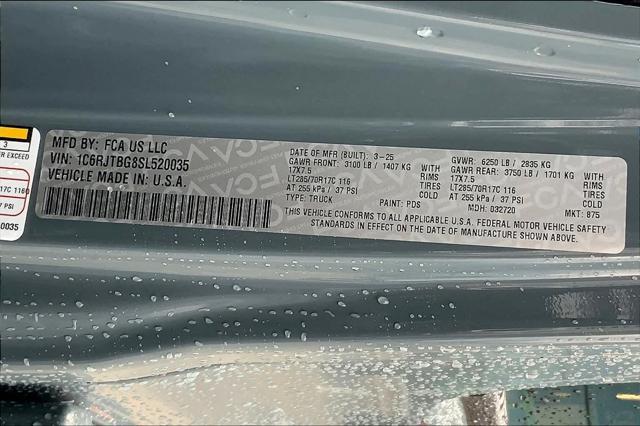 3
ER EXCEED
17C 116
37 PSI
0035
MFD BY: FCA US LLC
VIN: 1C6RJTBG8SL520035
VEHICLE MADE IN: U.S.A.
DATE OF MFR (BUILT): 3-25 GVWR: 6250 LB / 2835 KG
GAWR FRONT: 3100 LB / 1407 KG WITH GAWR REAR: 3750 LB / 1701 KG WITH
17X7.5 RIMS 17X7.5 RIMS
LT285/70R17C 116 TIRES LT285/70R17C 116 TIRES
AT 255 kPa / 37 PSI COLD AT 255 kPa / 37 PSI COLD
TYPE: TRUCK PAINT: PDS MDH: 032720 MKT: 875
THIS VEHICLE CONFORMS TO ALL APPLICABLE U.S.A. FEDERAL MOTOR VEHICLE SAFETY
STANDARDS IN EFFECT ON THE DATE OF MANUFACTURE SHOWN ABOVE.